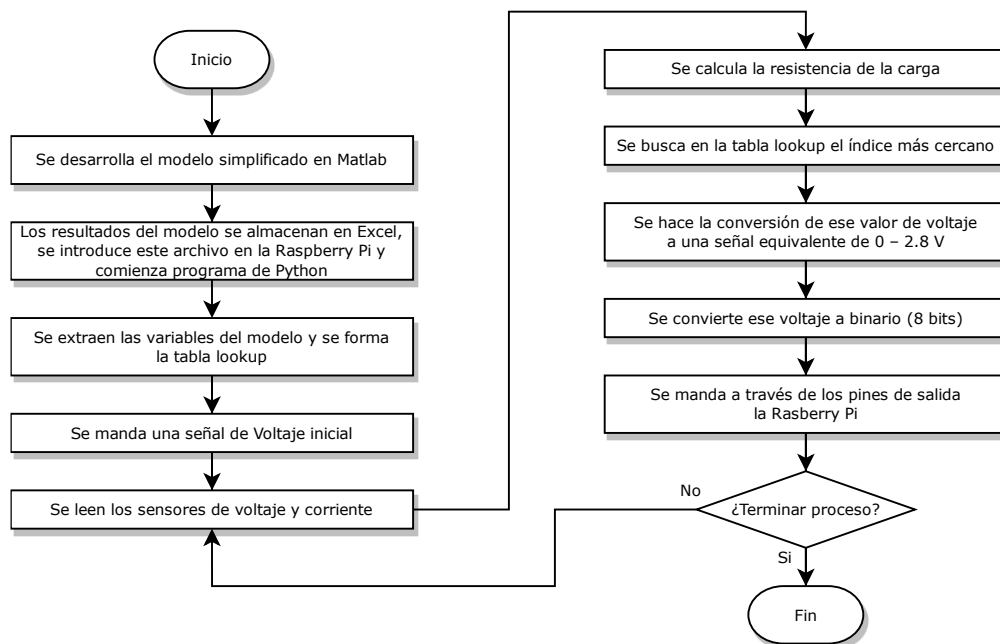 Inicio
Se desarrolla el modelo simplificado en Matlab
Los resultados del modelo se almacenan en Excel,
se introduce este archivo en la Raspberry Pi y
comienza programa de Python
Se extraen las variables del modelo y se forma
la tabla lookup
Se manda una señal de Voltaje inicial
Se leen los sensores de voltaje y corriente
Se calcula la resistencia de la carga
Se busca en la tabla lookup el índice más cercano
Se hace la conversión de ese valor de voltaje
a una señal equivalente de 0 – 2.8 V
Se convierte ese voltaje a binario (8 bits)
Se manda a través de los pines de salida
la Rasberry Pi
¿Terminar proceso?
No
Si
Fin